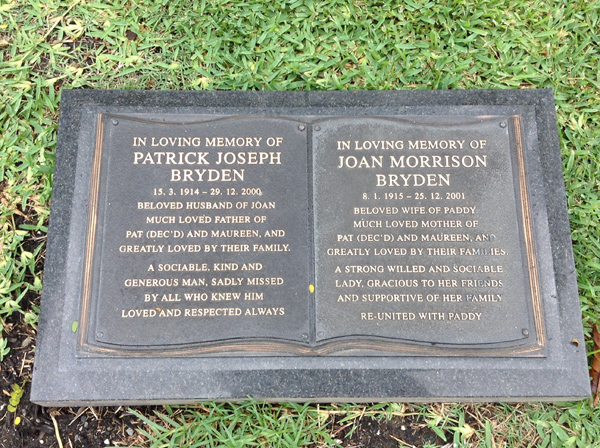 IN LOVING MEMORY OF
PATRICK JOSEPH
BRYDEN
15. 3. 1914 – 29. 12. 2000
BELOVED HUSBAND OF JOAN
MUCH LOVED FATHER OF
PAT (DEC'D) AND MAUREEN, AND
GREATLY LOVED BY THEIR FAMILY.
A SOCIABLE, KIND AND
GENEROUS MAN, SADLY MISSED
BY ALL WHO KNEW HIM
LOVED AND RESPECTED ALWAYS
IN LOVING MEMORY OF
JOAN MORRISON
BRYDEN
8. 1. 1915 – 25. 12. 2001
BELOVED WIFE OF PADDY
MUCH LOVED MOTHER OF
PAT (DEC'D) AND MAUREEN, AND
GREATLY LOVED BY THEIR FAMILIES.
A STRONG WILLED AND SOCIABLE
LADY, GRACIOUS TO HER FRIENDS
AND SUPPORTIVE OF HER FAMILY
RE-UNITED WITH PADDY